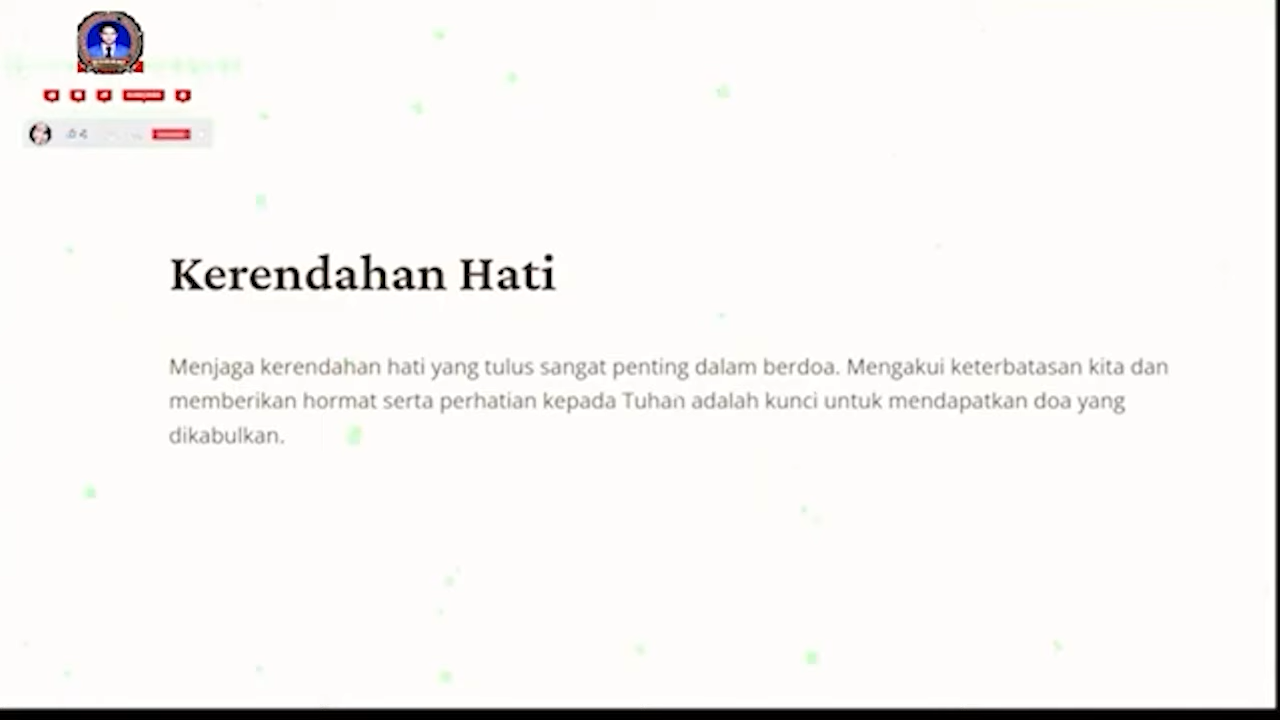 Kerendahan Hati
Menjaga kerendahan hati yang tulus sangat penting dalam berdoa. Mengakui keterbatasan kita dan
memberikan hormat serta perhatian kepada Tuhan adalah kunci untuk mendapatkan doa yang
dikabulkan.